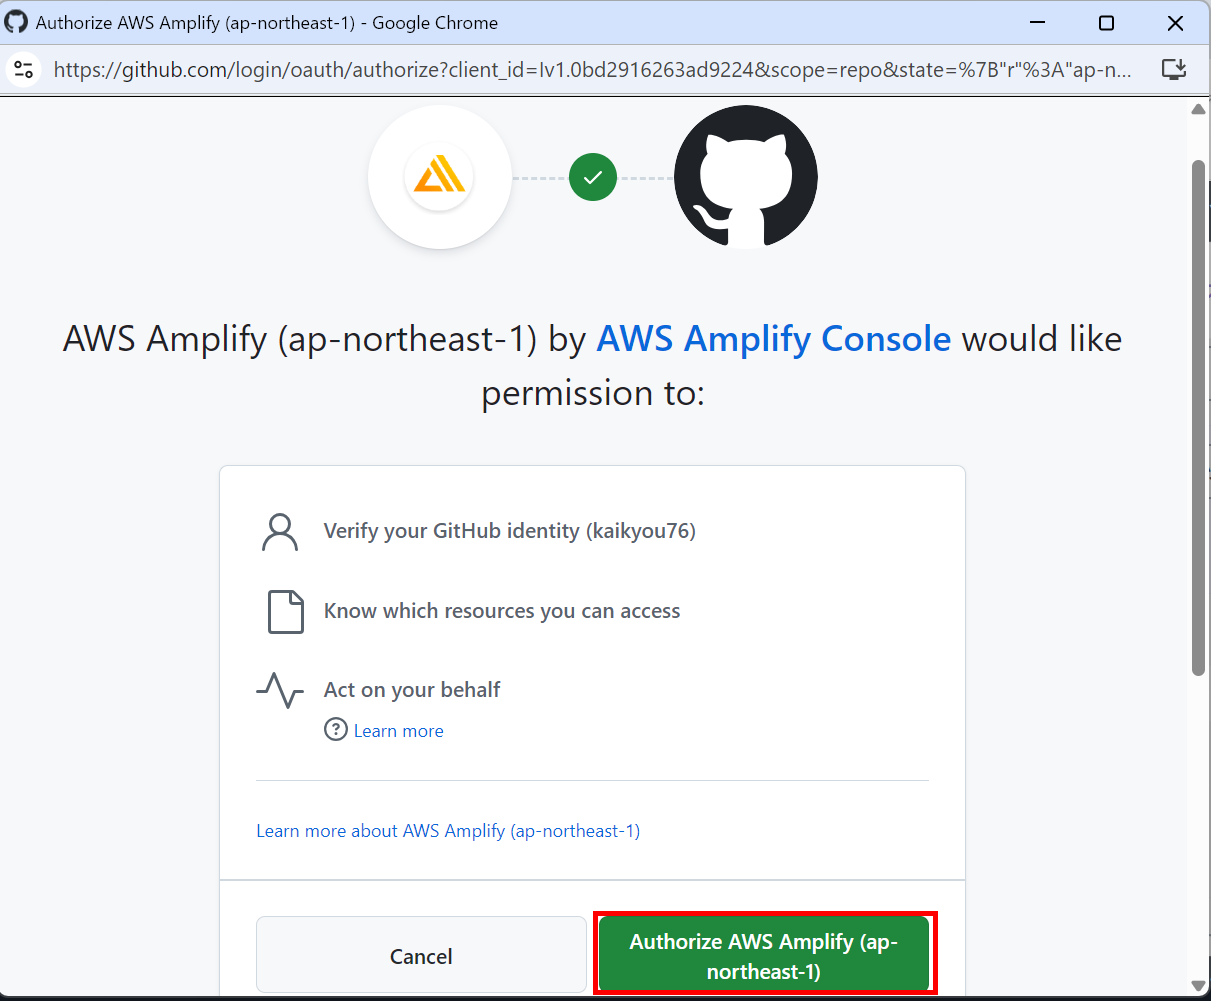 Authorize AWS Amplify (ap-northeast-1) - Google Chrome
https://github.com/login/oauth/authorize?client_id=Iv1.0bd2916263ad9224&scope=repo&state=%7B"r"%3A"ap-n...
AWS Amplify (ap-northeast-1) by AWS Amplify Console would like
permission to:
Verify your GitHub identity (kaikyou76)
Know which resources you can access
Act on your behalf
Learn more
Learn more about AWS Amplify (ap-northeast-1)
Cancel
Authorize AWS Amplify (ap-
northeast-1)